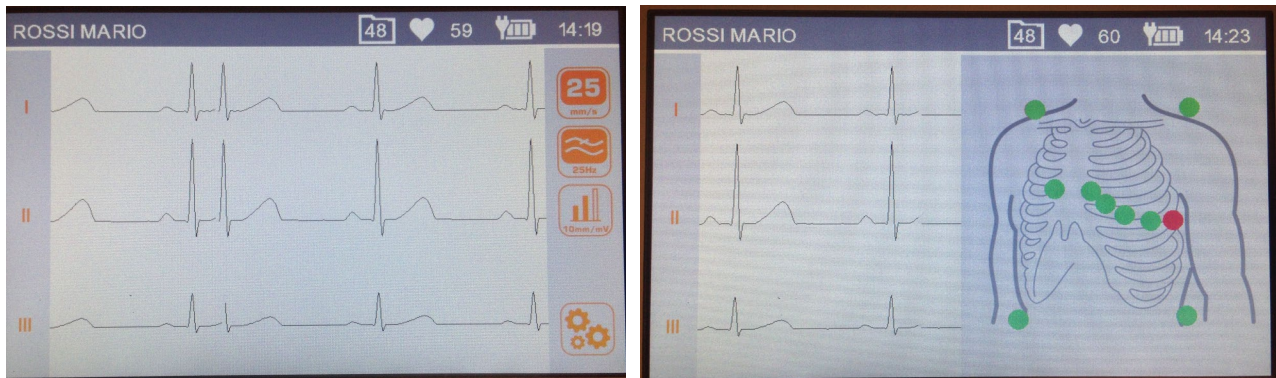 ROSSI MARIO 48 59 14:19
I
25
mm/s
25Hz
II
10mm/mV
III
ROSSI MARIO 48 60 14:23
I
II
III